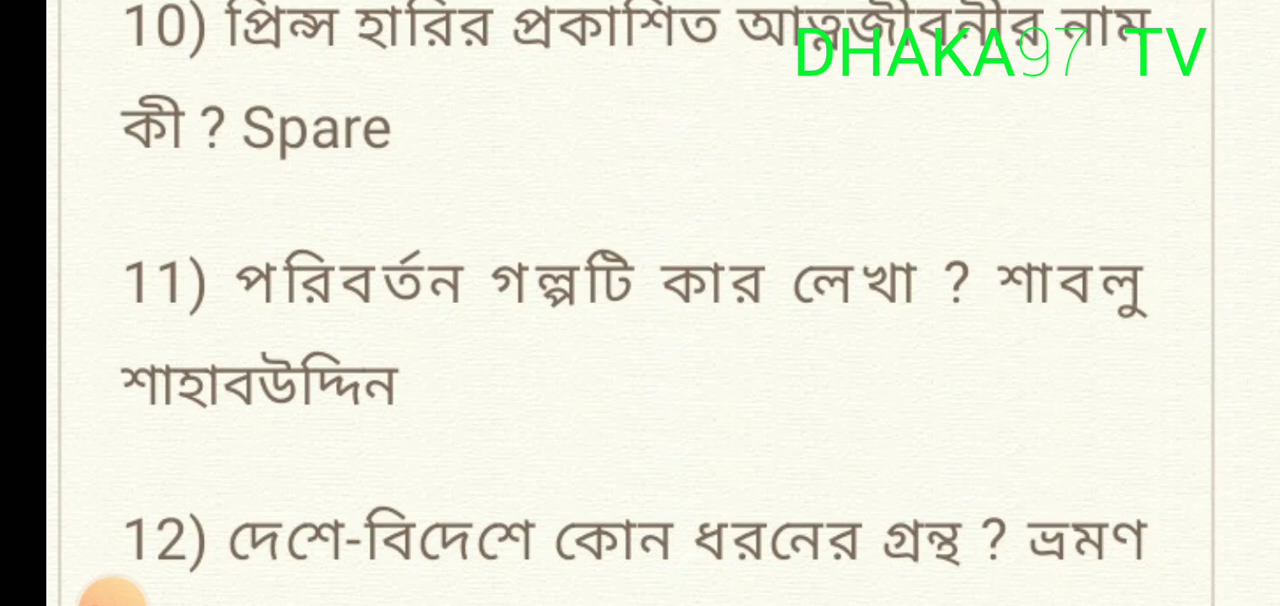 10) প্রিন্স হারির প্রকাশিত আত্নজীবনীর নাম
DHAKA97 TV
কী ? Spare
11) পরিবর্তন গল্পটি কার লেখা ? শাবলু
শাহাবউদ্দিন
12) দেশে-বিদেশে কোন ধরনের গ্রন্থ ? ভ্রমণ